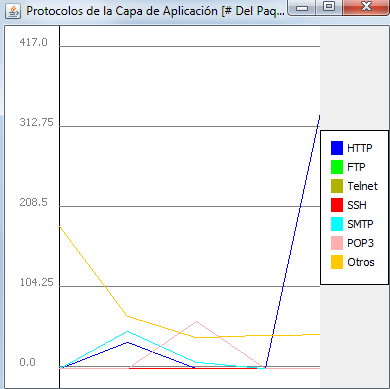 Protocolos de la Capa de Aplicación [# Del Paq...
417.0
312.75
208.5
104.25
0.0
HTTP
FTP
Telnet
SSH
SMTP
POP3
Otros